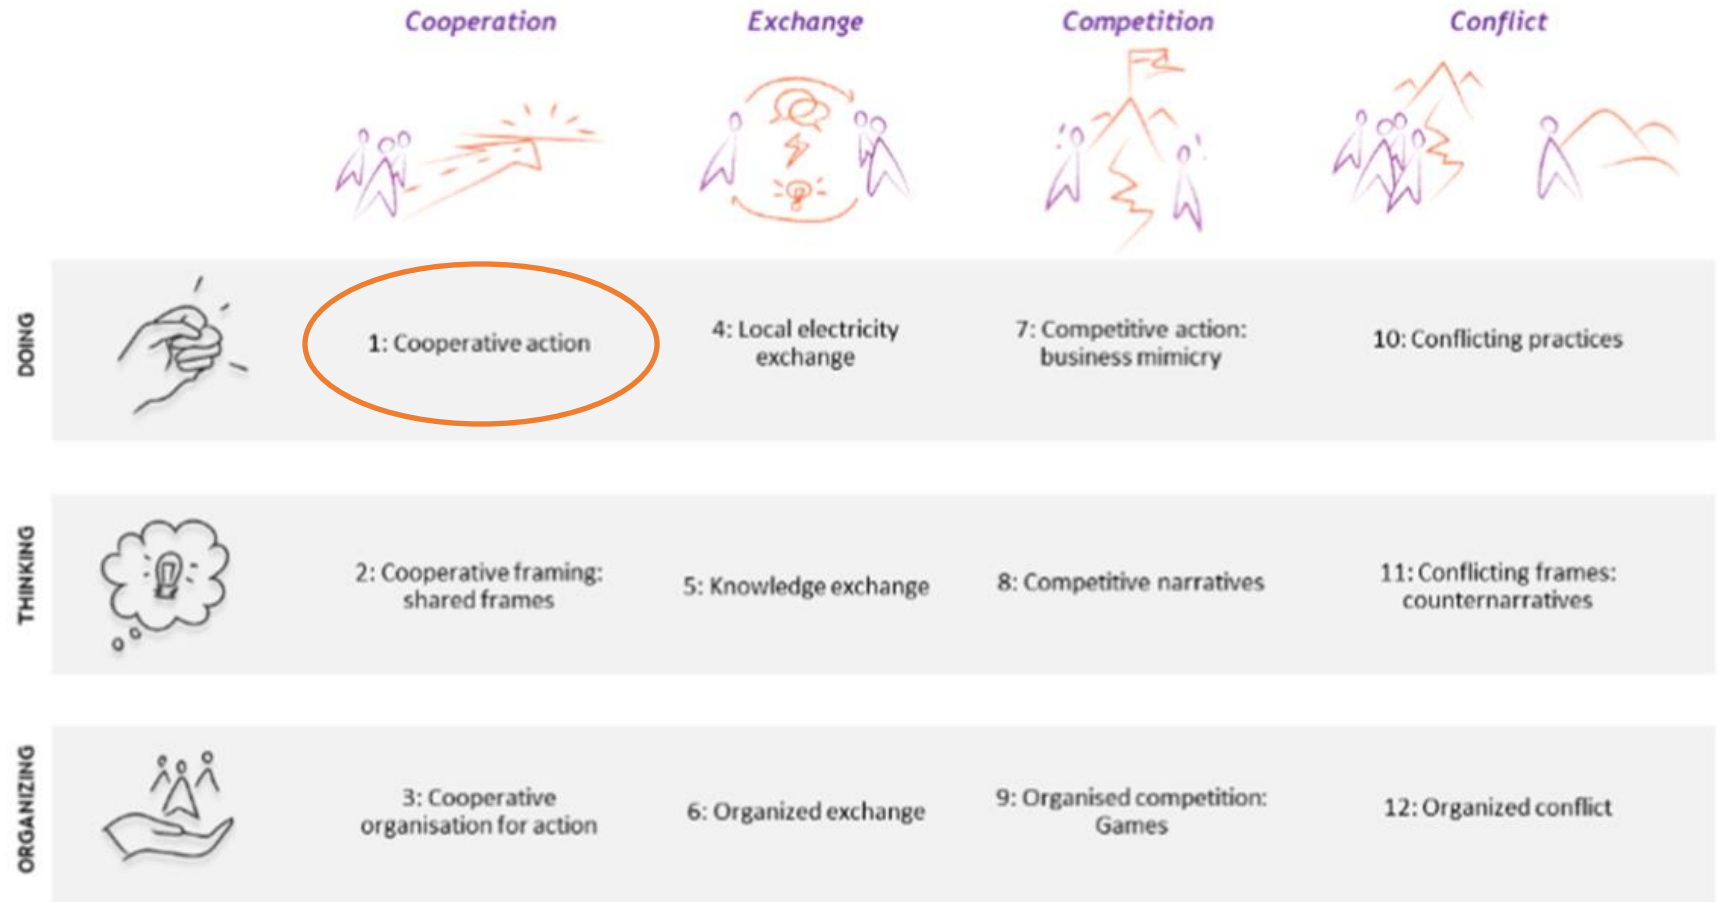 Cooperation
Exchange
Competition
Conflict
DOING
1: Cooperative action
4: Local electricity
exchange
7: Competitive action:
business mimicry
10: Conflicting practices
THINKING
2: Cooperative framing:
shared frames
5: Knowledge exchange
8: Competitive narratives
11: Conflicting frames:
counternarratives
ORGANIZING
3: Cooperative
organisation for action
6: Organized exchange
9: Organised competition:
Games
12: Organized conflict